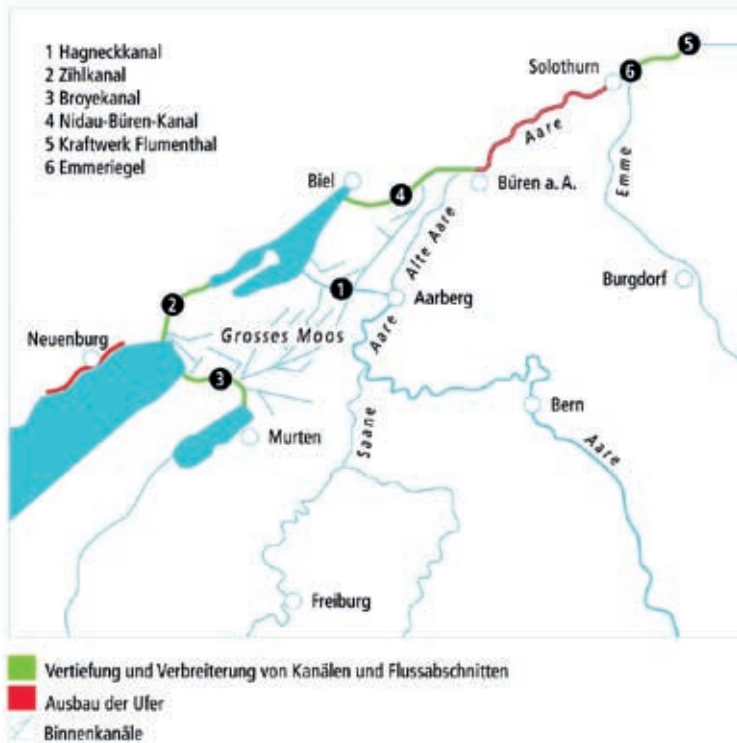 1 Hagneckkanal
2 Zihlkanal
3 Broyekanal
4 Nidau-Büren-Kanal
5 Kraftwerk Flumenthal
6 Emmeriegel
5
Solothurn
6
Aare
Emme
Biel
4
Büren a. A.
Alte Aare
1
Aarberg
Burgdorf
2
Grosses Moos
Aare
Neuenburg
3
Bern
Murten
Saane
Aare
Freiburg
Vertiefung und Verbreiterung von Kanälen und Flussabschnitten
Ausbau der Ufer
Binnenkanäle